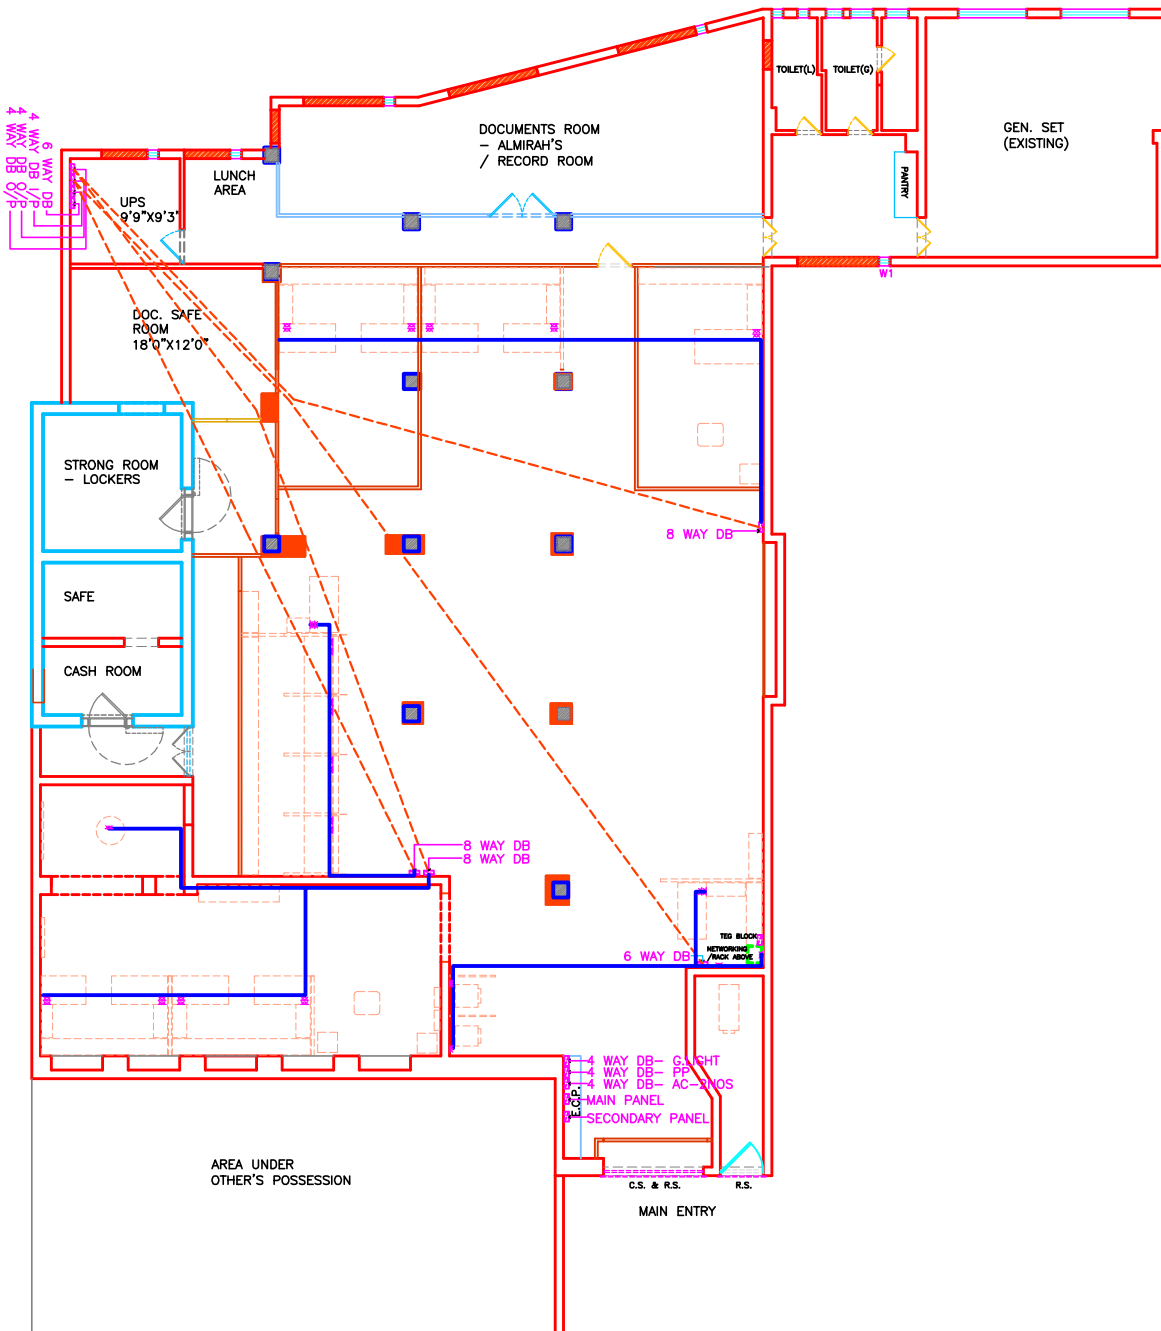 TOILET(L)
TOILET(G)
DOCUMENTS ROOM
– ALMIRAH'S
/ RECORD ROOM
GEN. SET
(EXISTING)
6 WAY DB
4 WAY DB I/P
4 WAY DB O/P
4 WAY DB O/P
LUNCH
AREA
PANTRY
UPS
9'9"X9'3"
W1
DOC. SAFE
ROOM
18'0"X12'0"
STRONG ROOM
– LOCKERS
8 WAY DB
SAFE
CASH ROOM
8 WAY DB
8 WAY DB
TEG BLOCK
NETWORKING
/RACK ABOVE
6 WAY DB
4 WAY DB– G.LIGHT
4 WAY DB– PP
4 WAY DB– AC–2NOS
MAIN PANEL
SECONDARY PANEL
E.C.P.
AREA UNDER
OTHER'S POSSESSION
C.S. & R.S.
R.S.
MAIN ENTRY